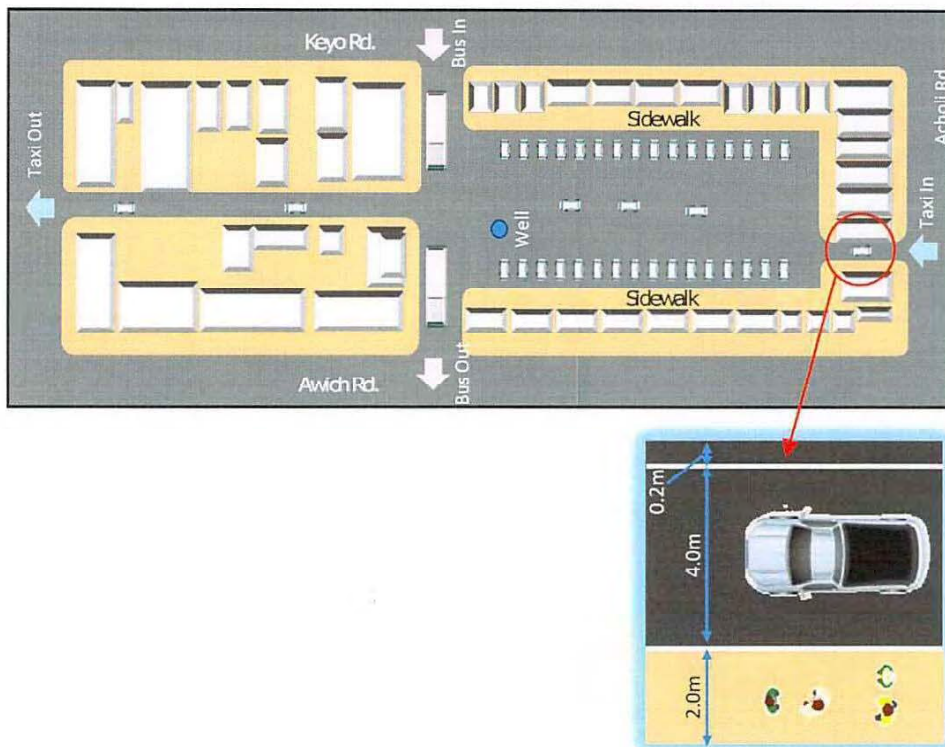 Keyo Rd.
Bus In
Acholi Rd
Sidewalk
Taxi Out
Taxi In
Well
Sidewalk
Awich Rd.
Bus Out
0.2m
4.0m
2.0m